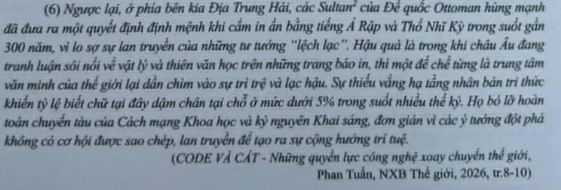 (6) Ngược lại, ở phía bên kia Địa Trung Hải, các Sultan² của Đế quốc Ottoman hùng mạnh
đã đưa ra một quyết định định mệnh khi cấm in ấn bằng tiếng Ả Rập và Thổ Nhĩ Kỳ trong suốt gần
300 năm, vì lo sợ sự lan truyền của những tư tưởng “lệch lạc”. Hậu quả là trong khi châu Âu đang
tranh luận sôi nổi về vật lý và thiên văn học trên những trang báo in, thì một đế chế từng là trung tâm
văn minh của thế giới lại dần chìm vào sự trì trệ và lạc hậu. Sự thiếu vắng hạ tầng nhân bản tri thức
khiến tỷ lệ biết chữ tại đây dậm chân tại chỗ ở mức dưới 5% trong suốt nhiều thế kỷ. Họ bỏ lỡ hoàn
toàn chuyến tàu của Cách mạng Khoa học và kỷ nguyên Khai sáng, đơn giản vì các ý tưởng đột phá
không có cơ hội được sao chép, lan truyền để tạo ra sự cộng hưởng trí tuệ.
(CODE VÀ CÁT - Những quyền lực công nghệ xoay chuyển thế giới,
Phan Tuấn, NXB Thế giới, 2026, tr.8-10)